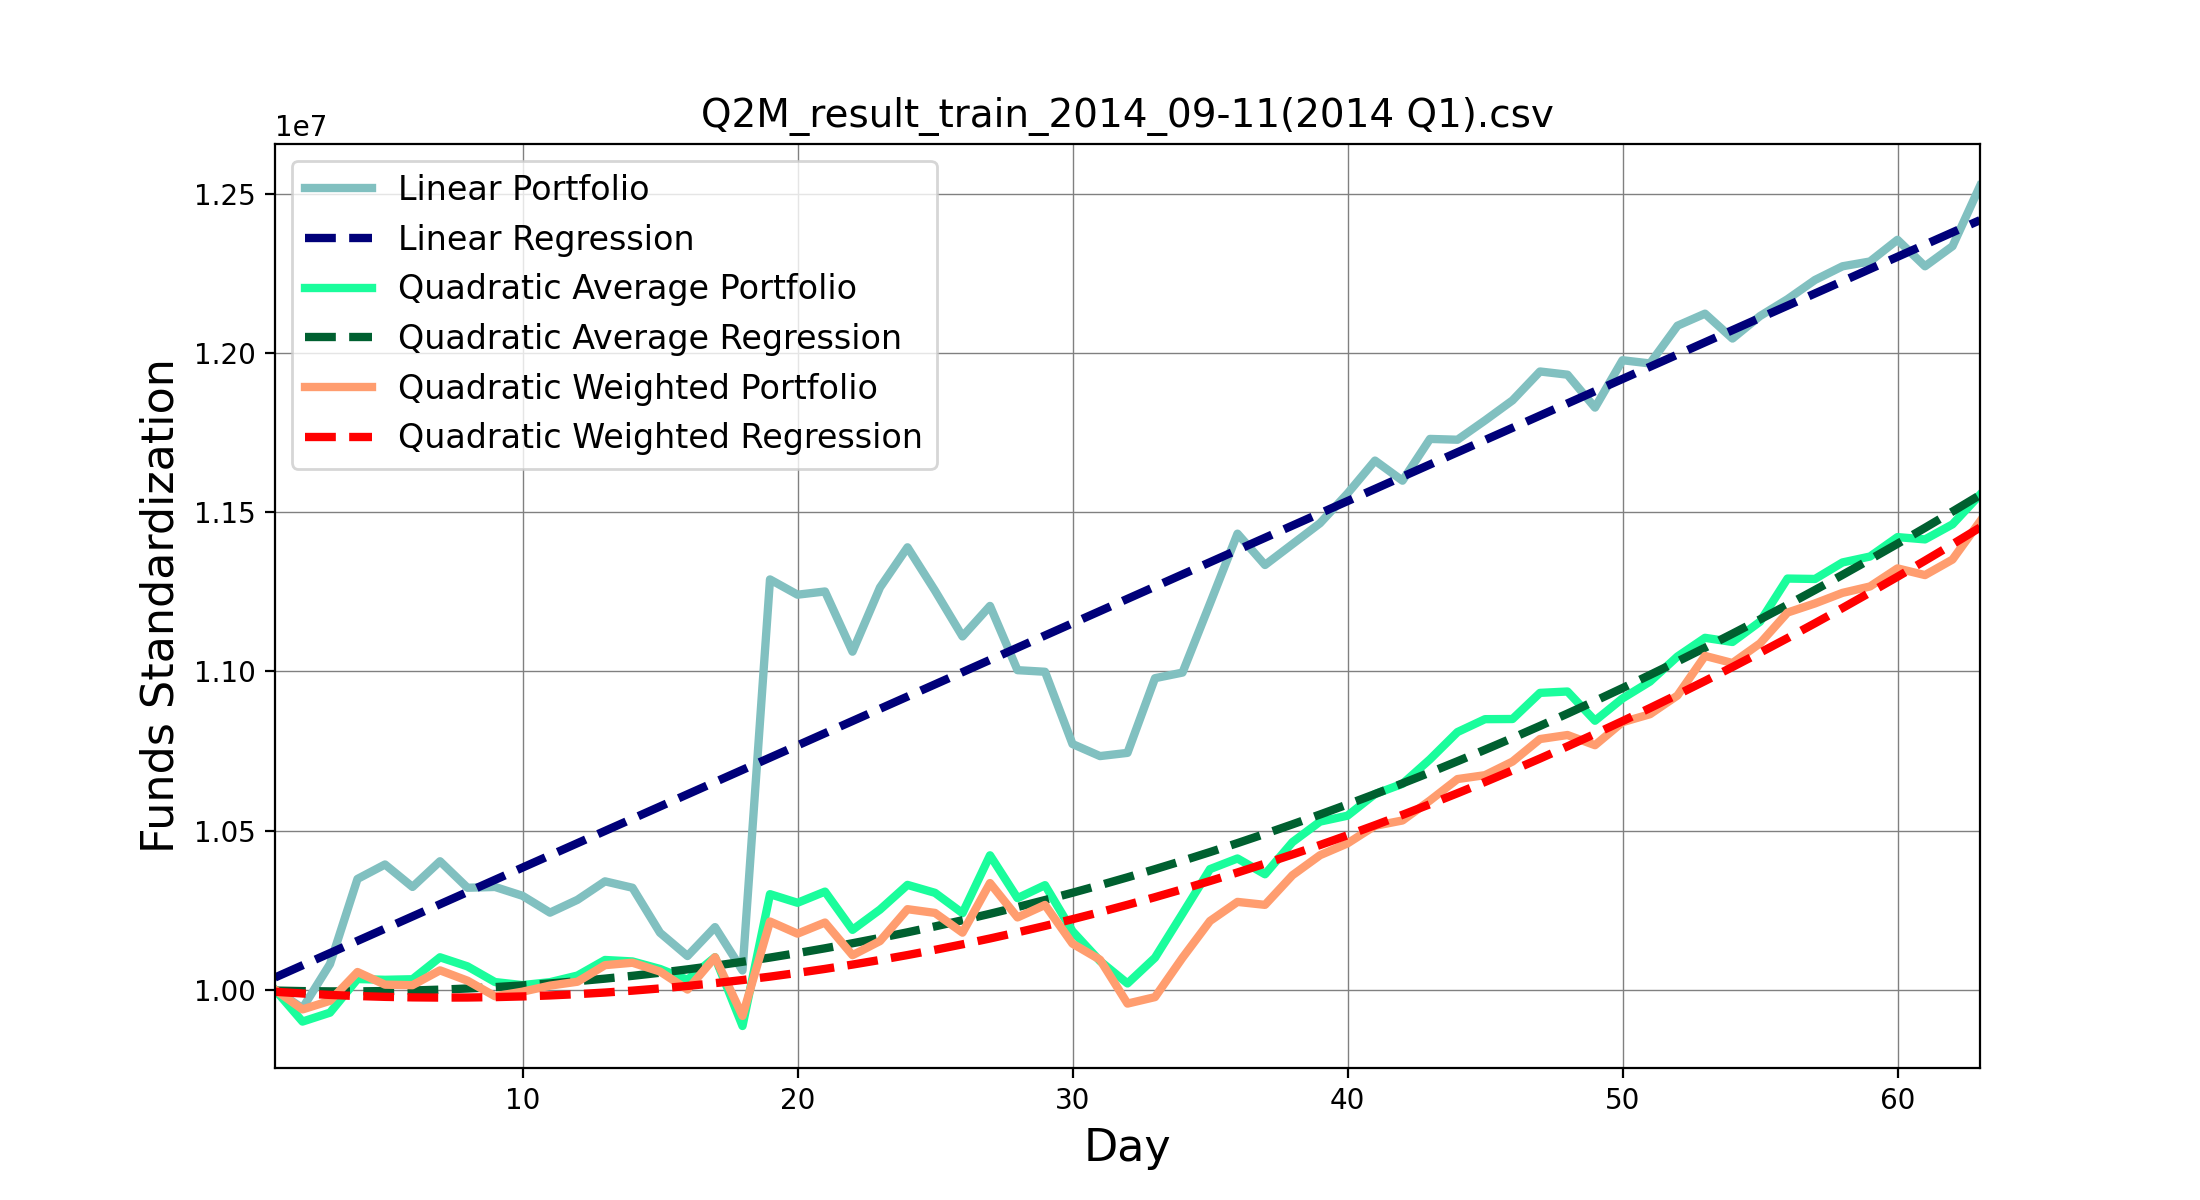 Q2M_result_train_2014_09-11(2014 Q1).csv
1e7
Linear Portfolio
Linear Regression
Quadratic Average Portfolio
Quadratic Average Regression
Quadratic Weighted Portfolio
Quadratic Weighted Regression
Funds Standardization
1.25
1.20
1.15
1.10
1.05
1.00
10 20 30 40 50 60
Day